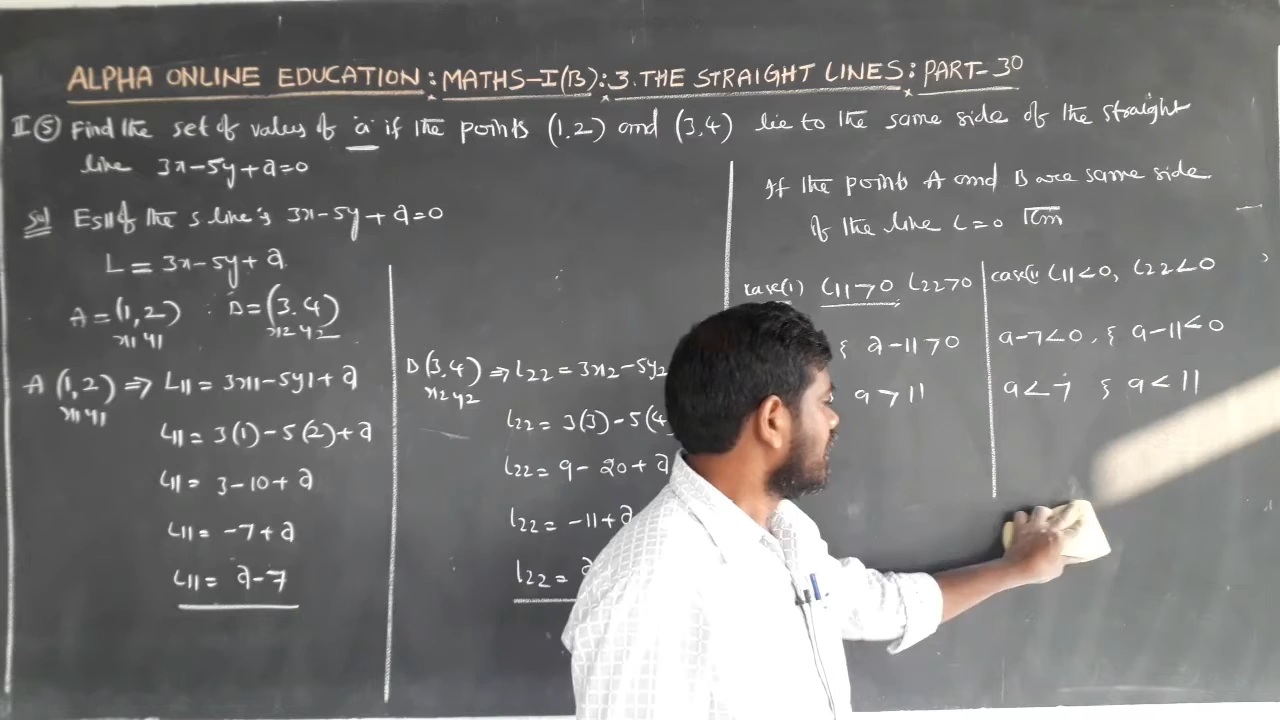 ALPHA ONLINE EDUCATION : MATHS-I(B) : 3. THE STRAIGHT LINES : PART-30
II ⑤ Find the set of values of 'a' if the points (1,2) and (3,4) lie to the same side of the straight
line 3x-5y+a=0
Sol Equ of the s line is 3x-5y+a=0
L = 3x-5y+a
A=(1,2) B=(3,4)
x1 y1 x2 y2
A(1,2) ⇒ L11 = 3x1-5y1+a
x1 y1
L11 = 3(1)-5(2)+a
L11 = 3-10+a
L11 = -7+a
L11 = a-7
B(3,4) ⇒ L22 = 3x2-5y2
x2 y2
L22 = 3(3)-5(4
L22 = 9-20+a
L22 = -11+a
L22 = a
If the points A and B are same side
of the line L=0
case(i) L11>0, L22>0
a-11>0
a>11
L11<0, L22<0
a-7<0, & a-11<0
a<7 & a<11